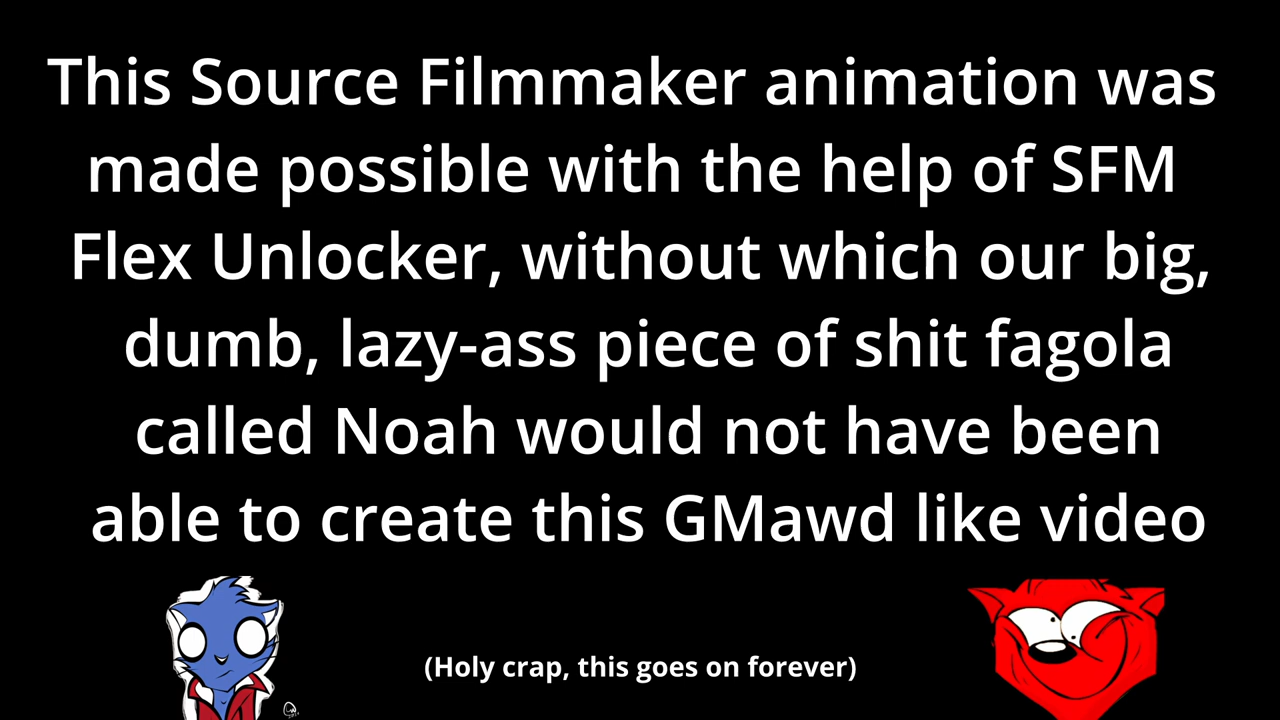 This Source Filmmaker animation was
made possible with the help of SFM
Flex Unlocker, without which our big,
dumb, lazy-ass piece of shit fagola
called Noah would not have been
able to create this GMawd like video
(Holy crap, this goes on forever)